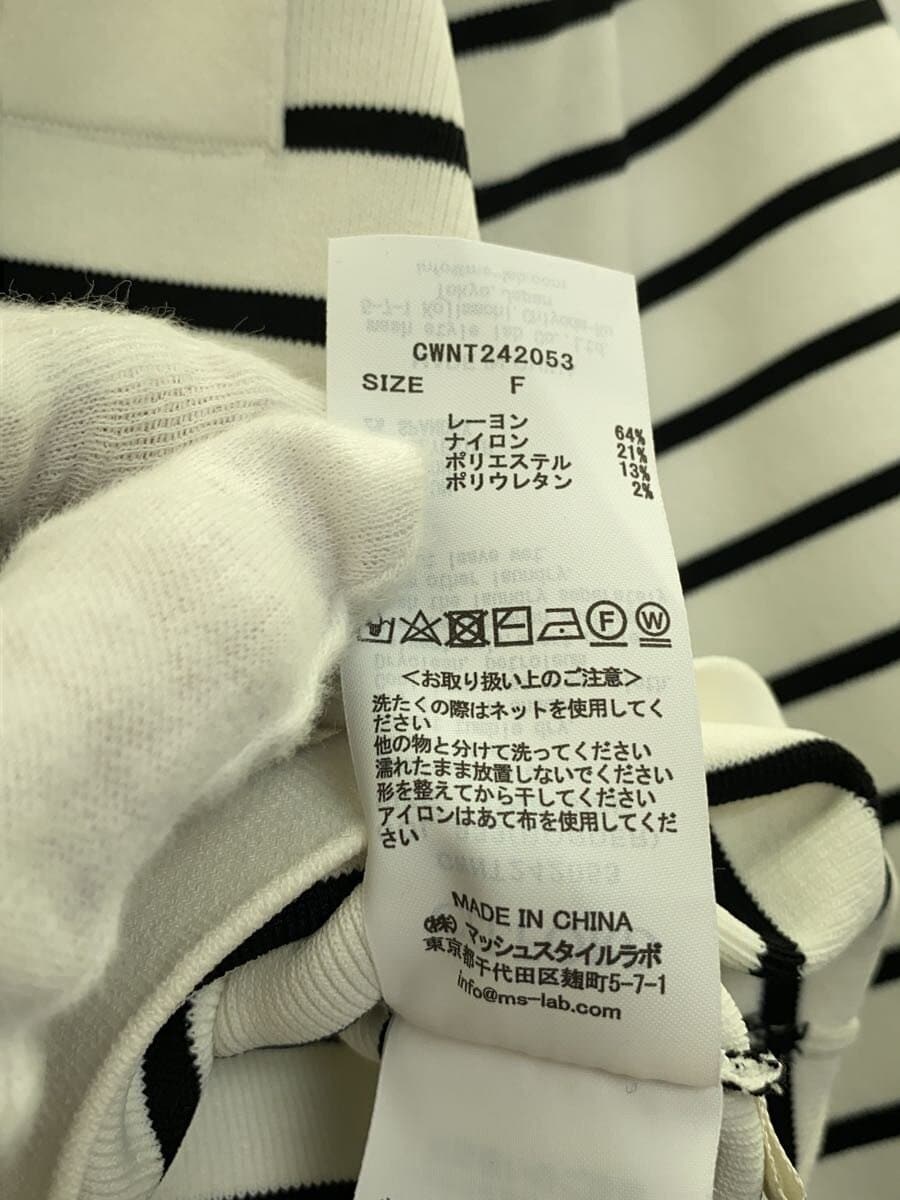 CWNT242053
SIZE F
レーヨン 64%
ナイロン 21%
ポリエステル 13%
ポリウレタン 2%
F W
<お取り扱い上のご注意>
洗たくの際はネットを使用してく
ださい
他の物と分けて洗ってください
濡れたまま放置しないでください
形を整えてから干してください
アイロンはあて布を使用してくだ
さい
MADE IN CHINA
(株)マッシュスタイルラボ
東京都千代田区麹町5-7-1
info@ms-lab.com